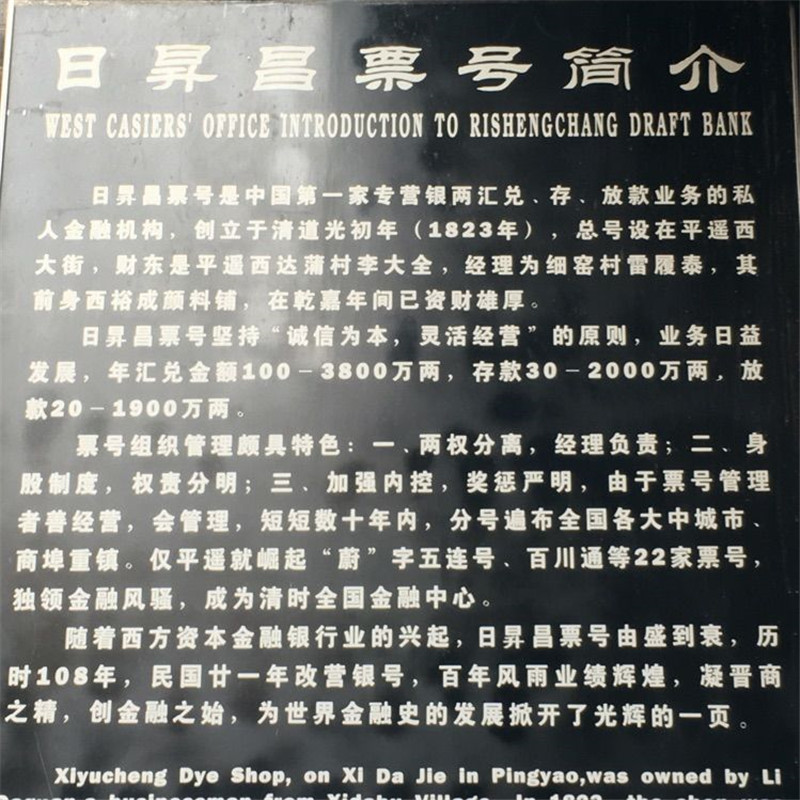 日昇昌票号简介
WEST CASIERS' OFFICE INTRODUCTION TO RISHENGCHANG DRAFT BANK
日昇昌票号是中国第一家专营银两汇兑、存、放款业务的私
人金融机构，创立于清道光初年（1823年），总号设在平遥西
大街，财东是平遥西达蒲村李大全，经理为细窑村雷履泰，其
前身西裕成颜料铺，在乾嘉年间已资财雄厚。
日昇昌票号坚持“诚信为本，灵活经营”的原则，业务日益
发展，年汇兑金额100－3800万两，存款30－2000万两，放
款20－1900万两。
票号组织管理颇具特色：一、两权分离，经理负责；二、身
股制度，权责分明；三、加强内控，奖惩严明，由于票号管理
者善经营，会管理，短短数十年内，分号遍布全国各大中城市、
商埠重镇。仅平遥就崛起“蔚”字五连号、百川通等22家票号，
独领金融风骚，成为清时全国金融中心。
随着西方资本金融银行业的兴起，日昇昌票号由盛到衰，历
时108年，民国廿一年改营银号，百年风雨业绩辉煌，凝晋商
之精，创金融之始，为世界金融史的发展掀开了光辉的一页。
Xiyucheng Dye Shop, on Xi Da Jie in Pingyao,was owned by Li